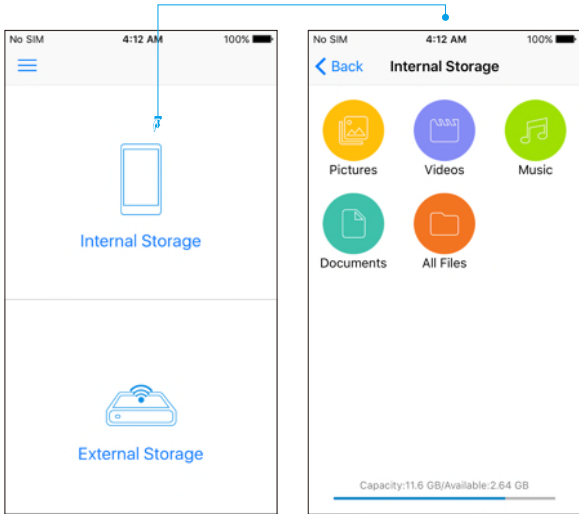 No SIM 4:12 AM 100%
Internal Storage
External Storage
No SIM 4:12 AM 100%
Back Internal Storage
Pictures Videos Music
Documents All Files
Capacity:11.6 GB/Available:2.64 GB